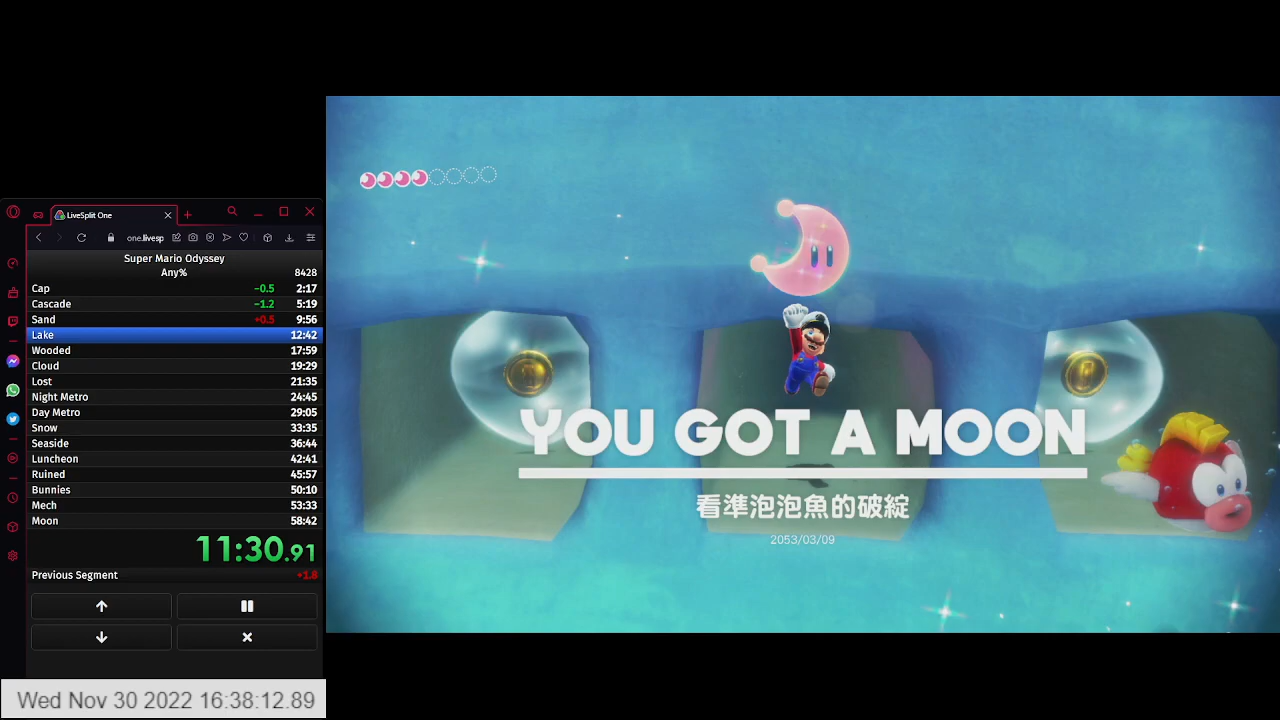 LiveSplit One
one.livesp
Super Mario Odyssey
Any% 8428
Cap −0.5 2:17
Cascade −1.2 5:19
Sand +0.5 9:56
Lake 12:42
Wooded 17:59
Cloud 19:29
Lost 21:35
Night Metro 24:45
Day Metro 29:05
Snow 33:35
Seaside 36:44
Luncheon 42:41
Ruined 45:57
Bunnies 50:10
Mech 53:33
Moon 58:42
11:30.91
Previous Segment +1.8
Wed Nov 30 2022 16:38:12.89
YOU GOT A MOON
看準泡泡魚的破綻
2053/03/09